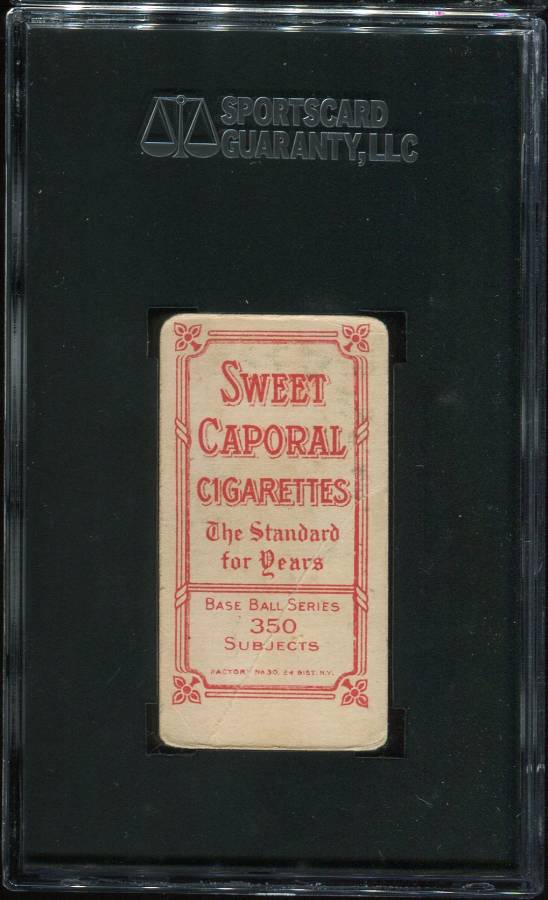 SPORTSCARD
GUARANTY, LLC
SWEET
CAPORAL
CIGARETTES
The Standard
for Years
BASE BALL SERIES
350
SUBJECTS
FACTORY NO 30, 2d DIST. N.Y.